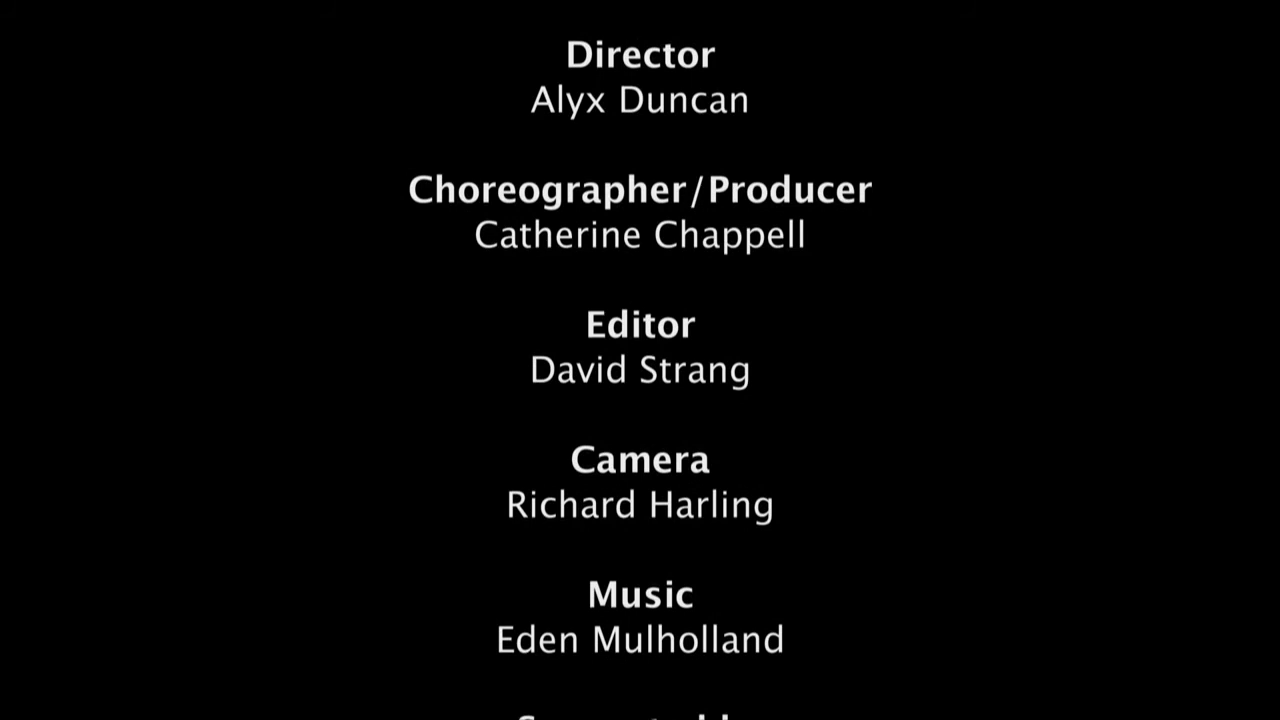 Director
Alyx Duncan
Choreographer/Producer
Catherine Chappell
Editor
David Strang
Camera
Richard Harling
Music
Eden Mulholland